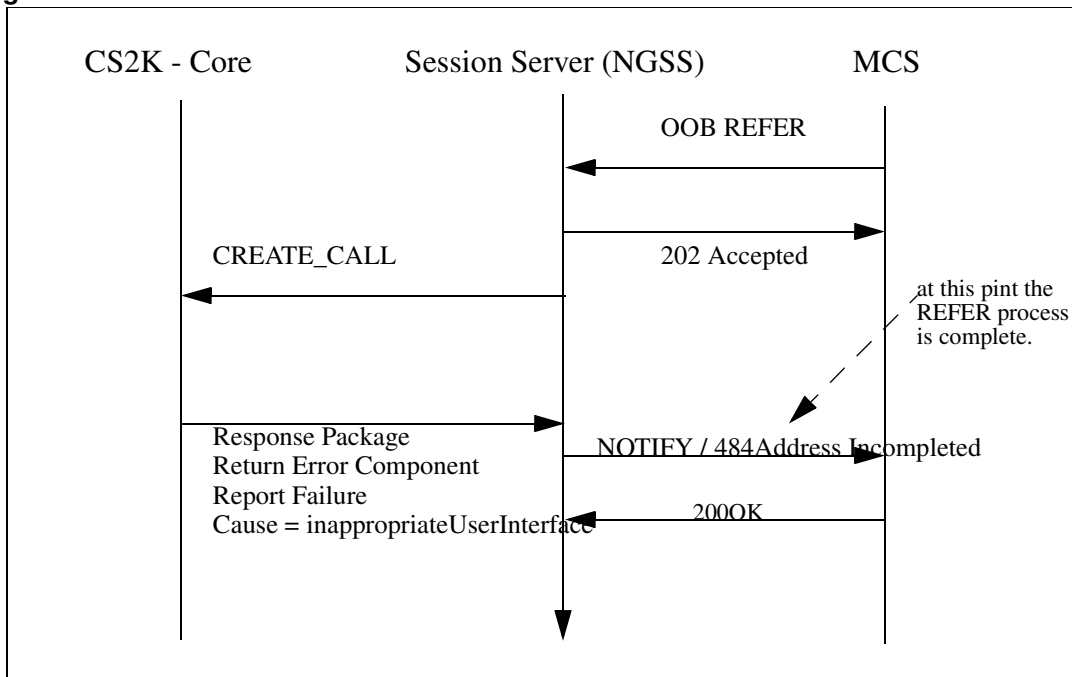 g
CS2K - Core
Session Server (NGSS)
MCS
OOB REFER
202 Accepted
CREATE_CALL
at this pint the
REFER process
is complete.
Response Package
Return Error Component
Report Failure
Cause = inappropriateUserInterface
NOTIFY / 484Address Incompleted
200OK